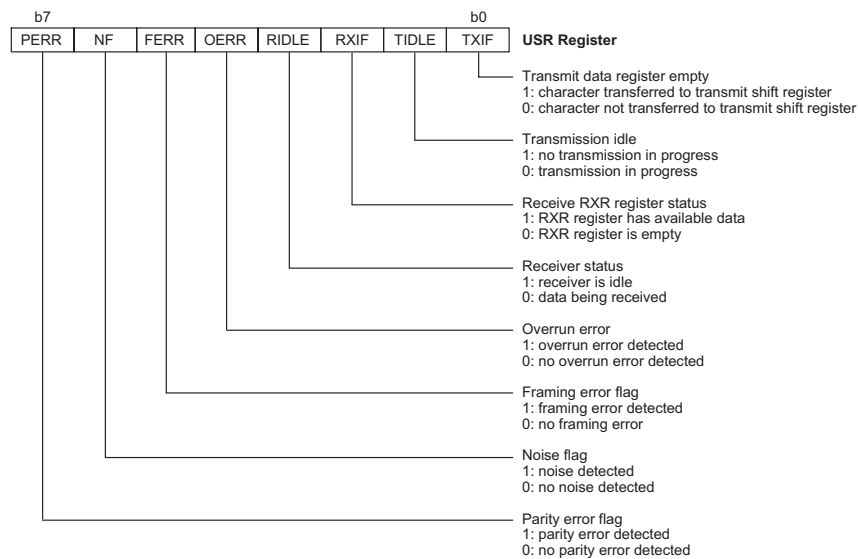 b7 b0
PERR NF FERR OERR RIDLE RXIF TIDLE TXIF USR Register
Transmit data register empty
1: character transferred to transmit shift register
0: character not transferred to transmit shift register
Transmission idle
1: no transmission in progress
0: transmission in progress
Receive RXR register status
1: RXR register has available data
0: RXR register is empty
Receiver status
1: receiver is idle
0: data being received
Overrun error
1: overrun error detected
0: no overrun error detected
Framing error flag
1: framing error detected
0: no framing error
Noise flag
1: noise detected
0: no noise detected
Parity error flag
1: parity error detected
0: no parity error detected